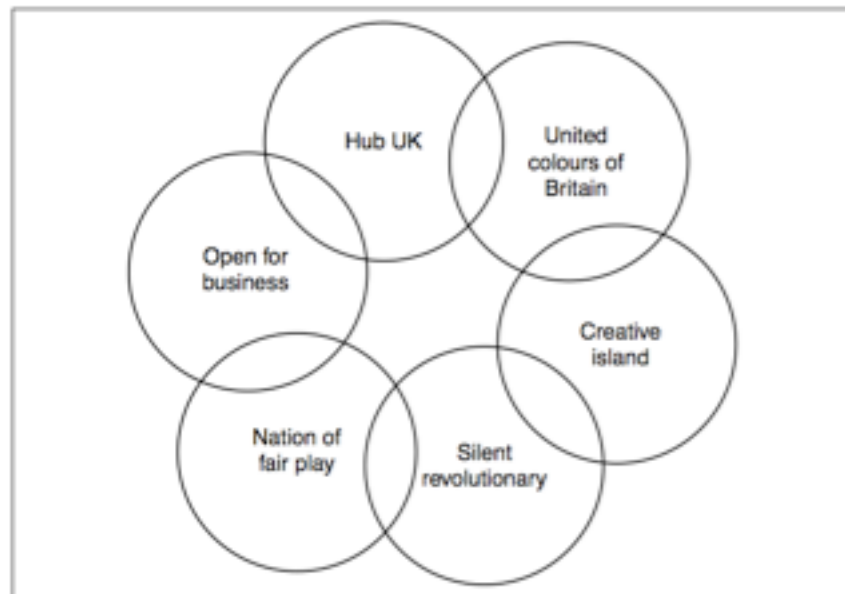 Hub UK
United
colours of
Britain
Open for
business
Creative
island
Nation of
fair play
Silent
revolutionary